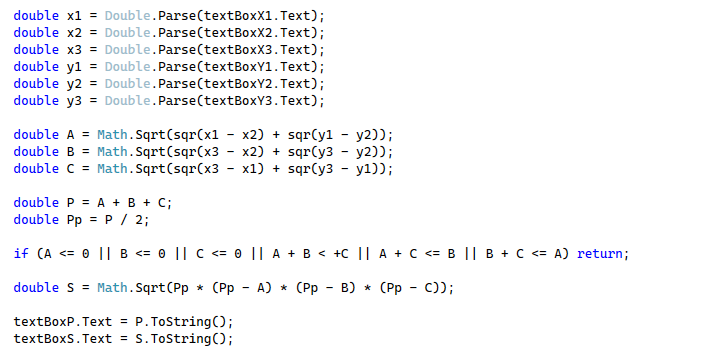 double x1 = Double.Parse(textBoxX1.Text);
double x2 = Double.Parse(textBoxX2.Text);
double x3 = Double.Parse(textBoxX3.Text);
double y1 = Double.Parse(textBoxY1.Text);
double y2 = Double.Parse(textBoxY2.Text);
double y3 = Double.Parse(textBoxY3.Text);

double A = Math.Sqrt(sqr(x1 - x2) + sqr(y1 - y2));
double B = Math.Sqrt(sqr(x3 - x2) + sqr(y3 - y2));
double C = Math.Sqrt(sqr(x3 - x1) + sqr(y3 - y1));

double P = A + B + C;
double Pp = P / 2;

if (A <= 0 || B <= 0 || C <= 0 || A + B < +C || A + C <= B || B + C <= A) return;

double S = Math.Sqrt(Pp * (Pp - A) * (Pp - B) * (Pp - C));

textBoxP.Text = P.ToString();
textBoxS.Text = S.ToString();